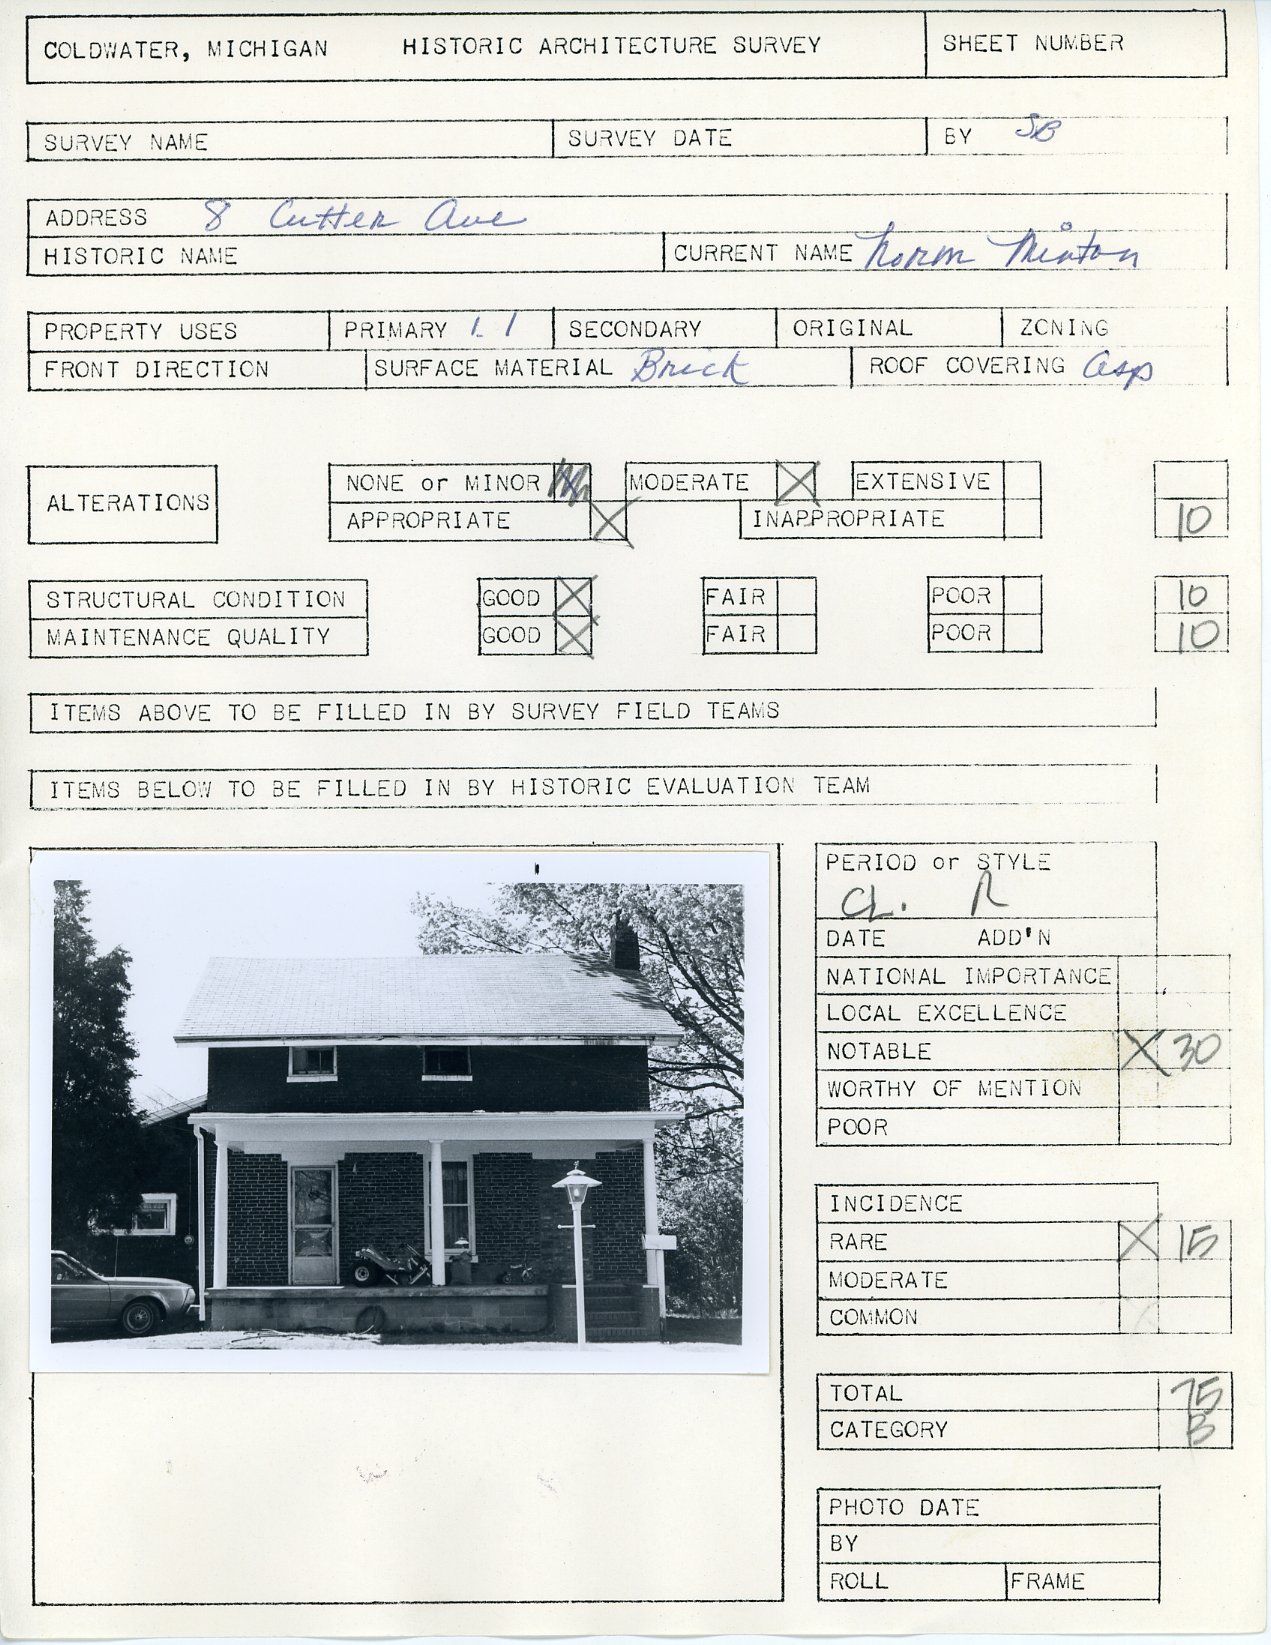 COLDWATER, MICHIGAN HISTORIC ARCHITECTURE SURVEY SHEET NUMBER
SURVEY NAME SURVEY DATE BY SB
ADDRESS 8 Cutter Ave
HISTORIC NAME CURRENT NAME Norm Minton
PROPERTY USES PRIMARY 1.1 SECONDARY ORIGINAL ZONING
FRONT DIRECTION SURFACE MATERIAL Brick ROOF COVERING asp
ALTERATIONS NONE or MINOR MODERATE X EXTENSIVE
APPROPRIATE X INAPPROPRIATE 10
STRUCTURAL CONDITION GOOD X FAIR POOR 10
MAINTENANCE QUALITY GOOD X FAIR POOR 10
ITEMS ABOVE TO BE FILLED IN BY SURVEY FIELD TEAMS
ITEMS BELOW TO BE FILLED IN BY HISTORIC EVALUATION TEAM
PERIOD or STYLE
CL. R
DATE ADD'N
NATIONAL IMPORTANCE
LOCAL EXCELLENCE
NOTABLE X 30
WORTHY OF MENTION
POOR
INCIDENCE
RARE X 15
MODERATE
COMMON
TOTAL 75
CATEGORY B
PHOTO DATE
BY
ROLL FRAME